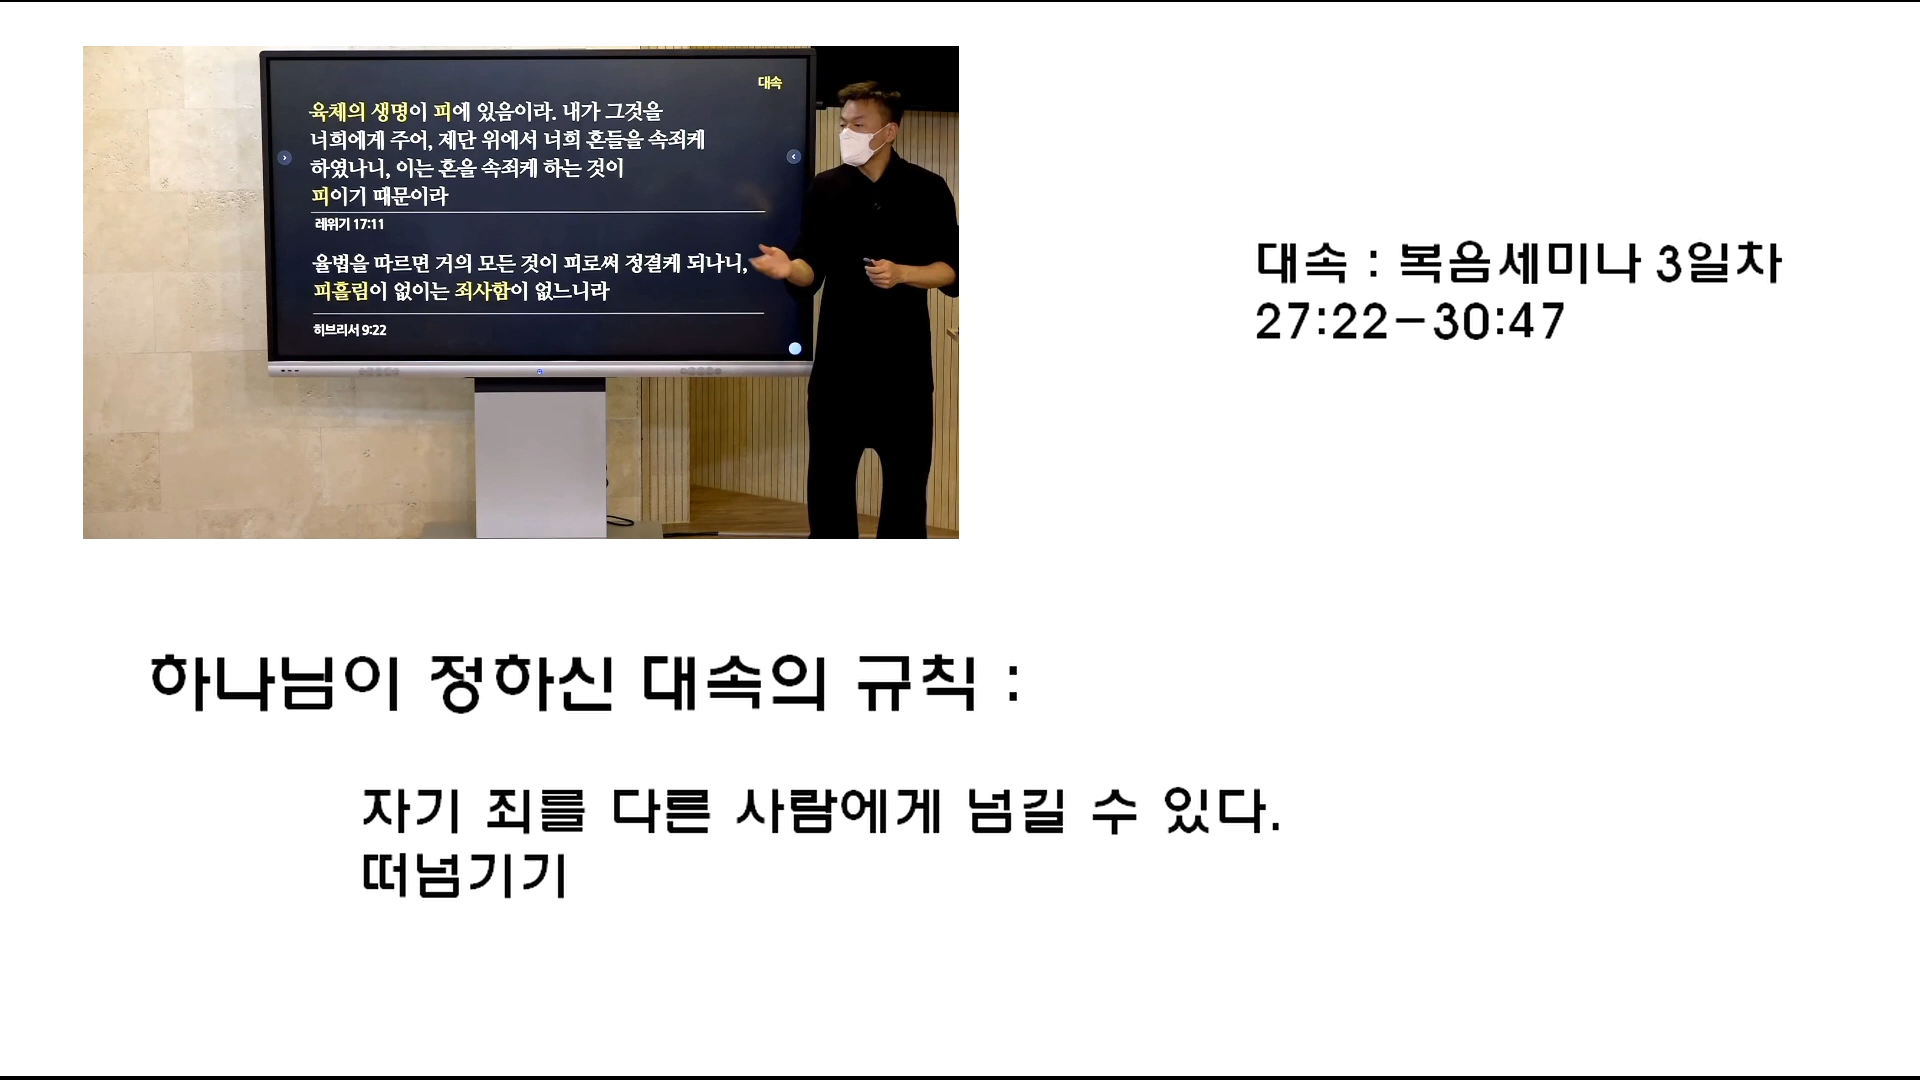 대속
육체의 생명이 피에 있음이라. 내가 그것을
너희에게 주어, 제단 위에서 너희 혼들을 속죄케
하였나니, 이는 혼을 속죄케 하는 것이
피이기 때문이라
레위기 17:11
율법을 따르면 거의 모든 것이 피로써 정결케 되나니,
피흘림이 없이는 죄사함이 없느니라
히브리서 9:22
대속 : 복음세미나 3일차
27:22-30:47
하나님이 정하신 대속의 규칙 :
자기 죄를 다른 사람에게 넘길 수 있다.
떠넘기기